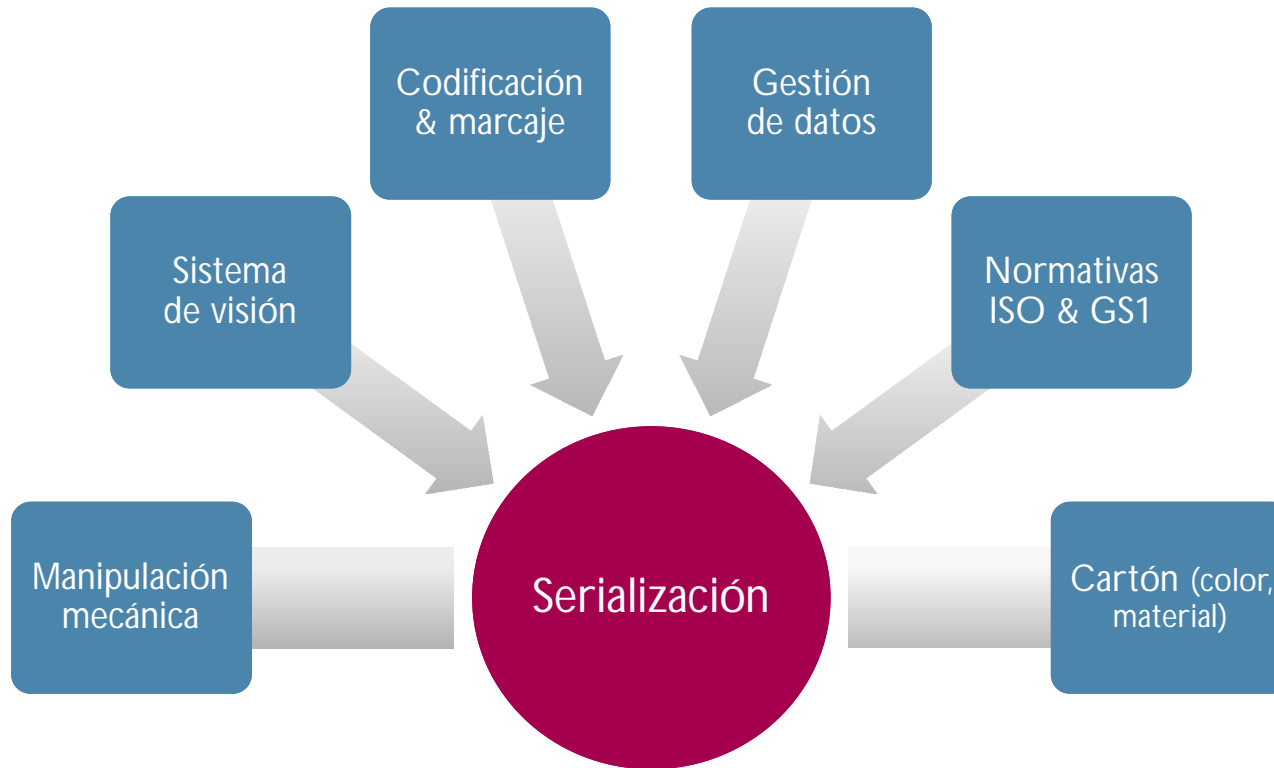 Codificación
& marcaje
Gestión
de datos
Sistema
de visión
Normativas
ISO & GS1
Manipulación
mecánica
Serialización
Cartón (color,
material)